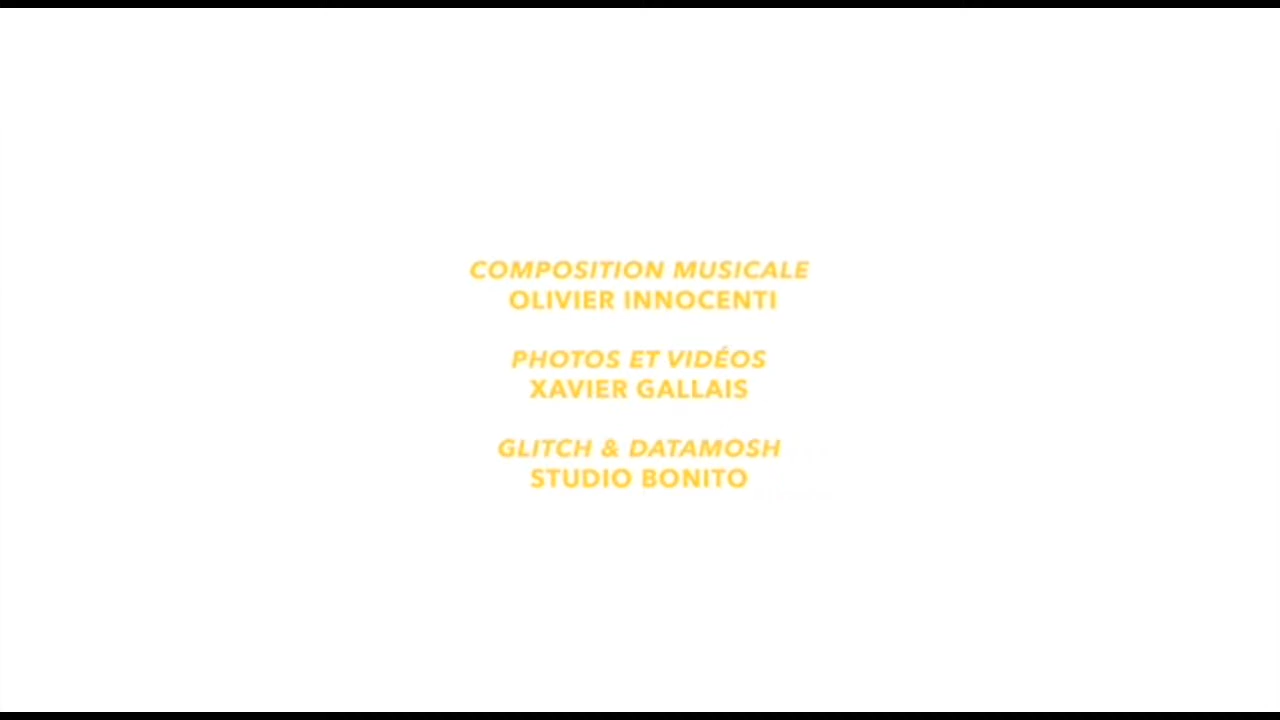 COMPOSITION MUSICALE
OLIVIER INNOCENTI
PHOTOS ET VIDÉOS
XAVIER GALLAIS
GLITCH & DATAMOSH
STUDIO BONITO